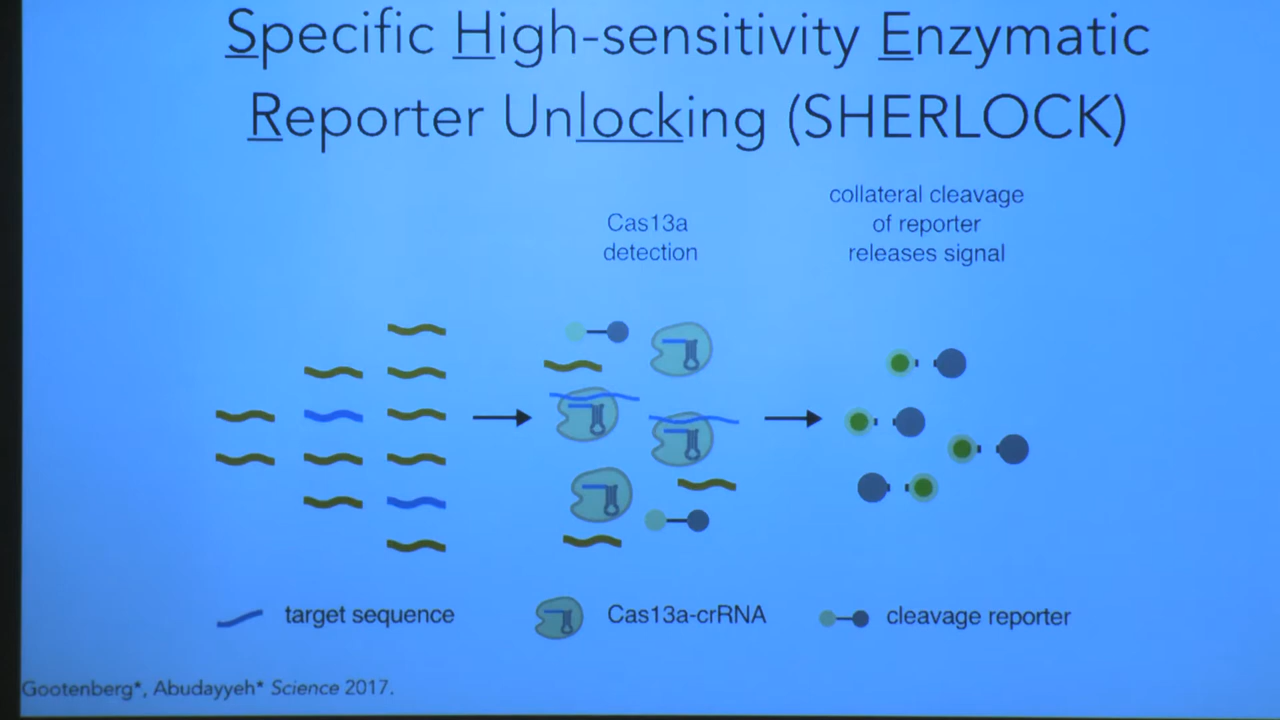 Specific High-sensitivity Enzymatic
Reporter Unlocking (SHERLOCK)
Cas13a
detection
collateral cleavage
of reporter
releases signal
target sequence
Cas13a-crRNA
cleavage reporter
Gootenberg*, Abudayyeh* Science 2017.